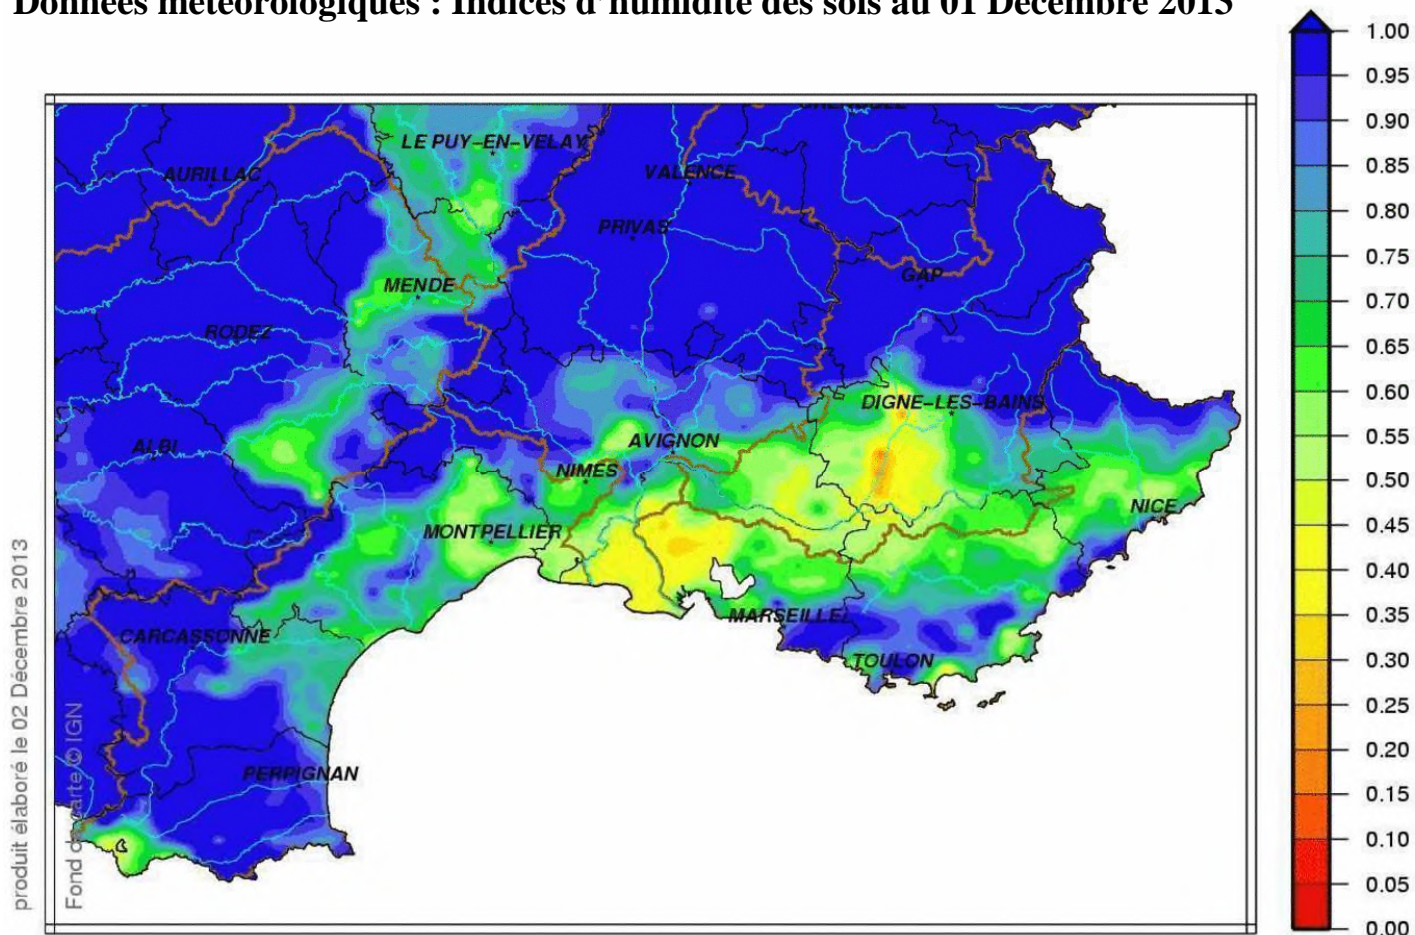 Données météorologiques : Indices d'humidité des sols au 01 Décembre 2013
LE PUY-EN-VELAY
AURILLAC
VALENCE
PRIVAS
GAP
MENDE
RODEZ
DIGNE-LES-BAINS
ALBI
AVIGNON
NIMES
NICE
MONTPELLIER
MARSEILLE
CARCASSONNE
TOULON
PERPIGNAN
produit élaboré le 02 Décembre 2013
Fond de carte © IGN
1.00
0.95
0.90
0.85
0.80
0.75
0.70
0.65
0.60
0.55
0.50
0.45
0.40
0.35
0.30
0.25
0.20
0.15
0.10
0.05
0.00